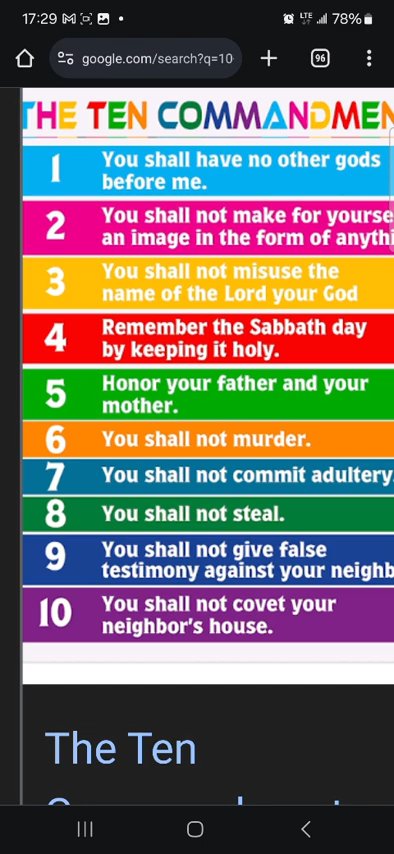 17:29
LTE 78%
google.com/search?q=10
96
THE TEN COMMANDMEN
1 You shall have no other gods
before me.
2 You shall not make for yourse
an image in the form of anythi
3 You shall not misuse the
name of the Lord your God
4 Remember the Sabbath day
by keeping it holy.
5 Honor your father and your
mother.
6 You shall not murder.
7 You shall not commit adultery.
8 You shall not steal.
9 You shall not give false
testimony against your neighb
10 You shall not covet your
neighbor's house.
The Ten